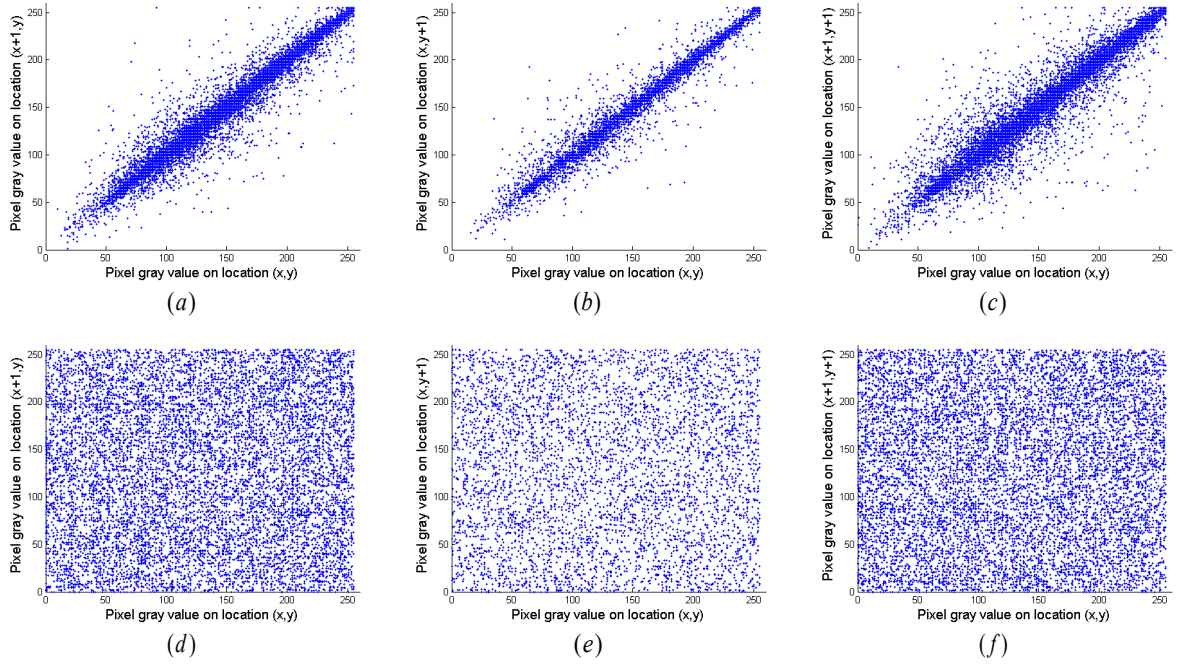 Pixel gray value on location (x+1,y)
250
200
150
100
50
0
0 50 100 150 200 250
Pixel gray value on location (x,y)
(a)
Pixel gray value on location (x,y+1)
250
200
150
100
50
0
0 50 100 150 200 250
Pixel gray value on location (x,y)
(b)
Pixel gray value on location (x+1,y+1)
250
200
150
100
50
0
0 50 100 150 200 250
Pixel gray value on location (x,y)
(c)
Pixel gray value on location (x+1,y)
250
200
150
100
50
0
0 50 100 150 200 250
Pixel gray value on location (x,y)
(d)
Pixel gray value on location (x,y+1)
250
200
150
100
50
0
0 50 100 150 200 250
Pixel gray value on location (x,y)
(e)
Pixel gray value on location (x+1,y+1)
250
200
150
100
50
0
0 50 100 150 200 250
Pixel gray value on location (x,y)
(f)